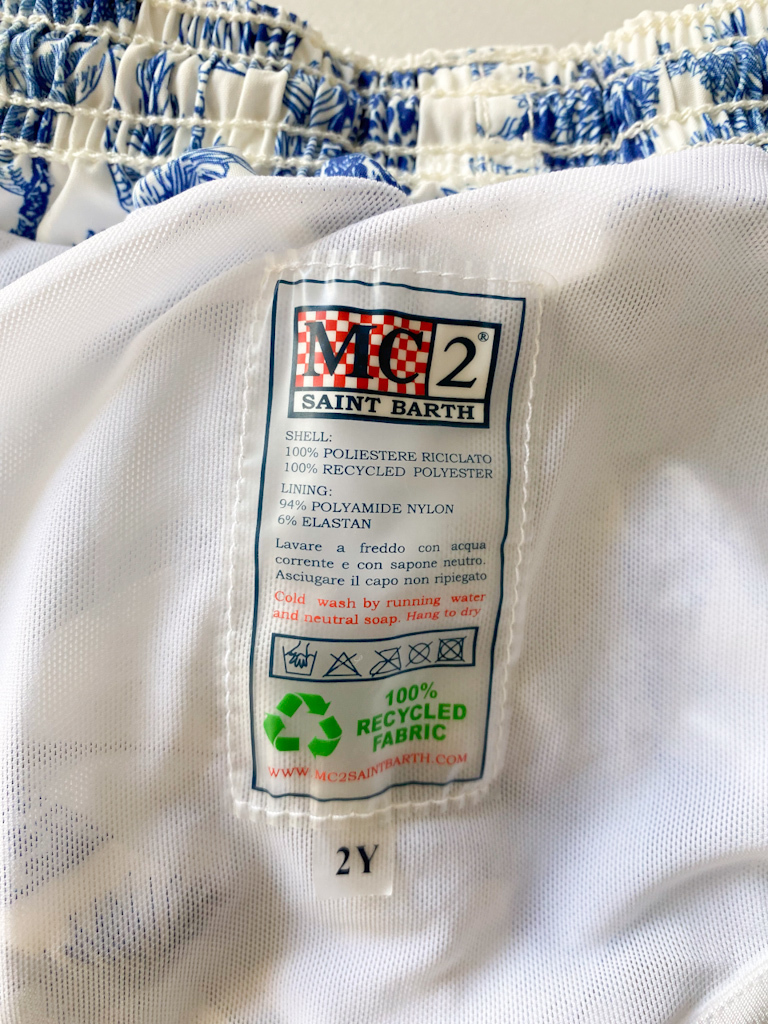 MC2®
SAINT BARTH
SHELL:
100% POLIESTERE RICICLATO
100% RECYCLED POLYESTER
LINING:
94% POLYAMIDE NYLON
6% ELASTAN
Lavare a freddo con acqua
corrente e con sapone neutro.
Asciugare il capo non ripiegato
Cold wash by running water
and neutral soap. Hang to dry
100%
RECYCLED
FABRIC
WWW.MC2SAINTBARTH.COM
2Y